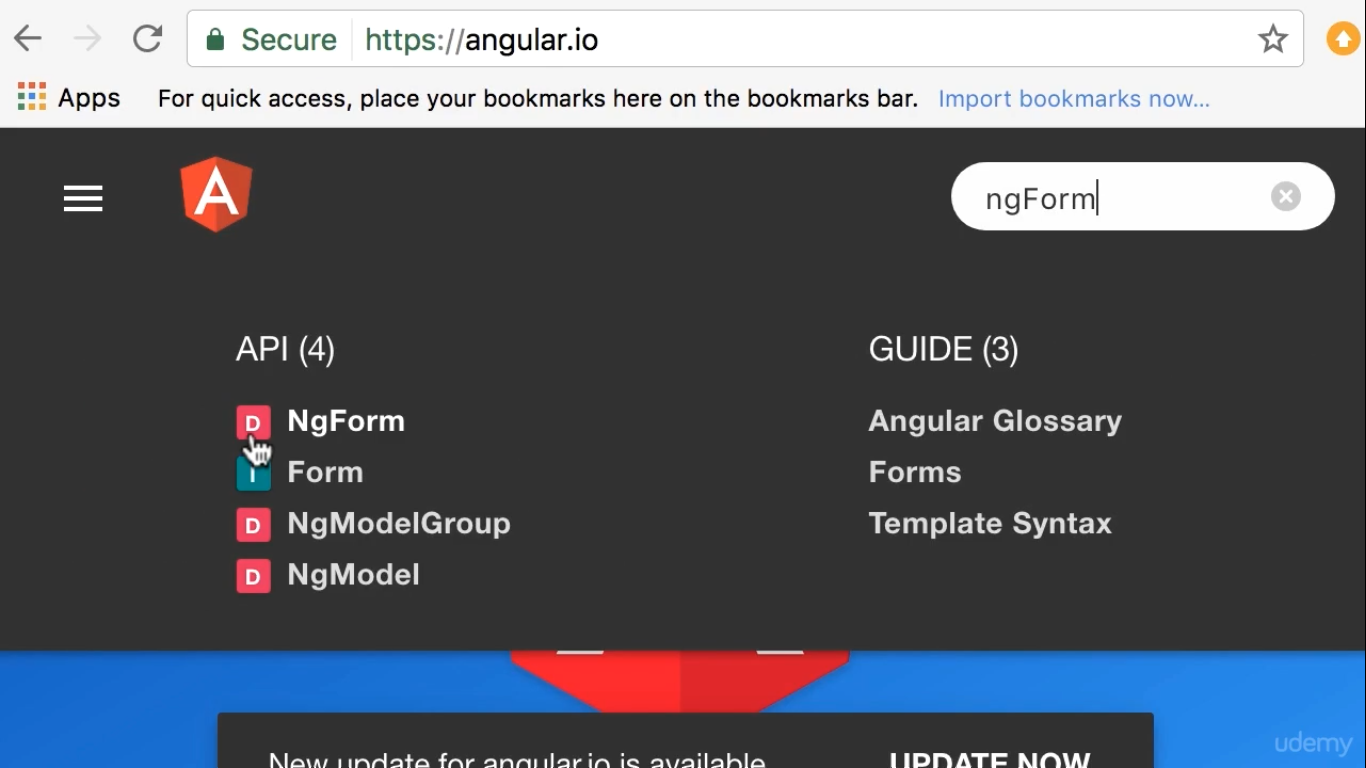 Secure https://angular.io
Apps For quick access, place your bookmarks here on the bookmarks bar. Import bookmarks now...
A
ngForm
API (4)
D NgForm
I Form
D NgModelGroup
D NgModel
GUIDE (3)
Angular Glossary
Forms
Template Syntax
New update for angular.io is available UPDATE NOW
udemy